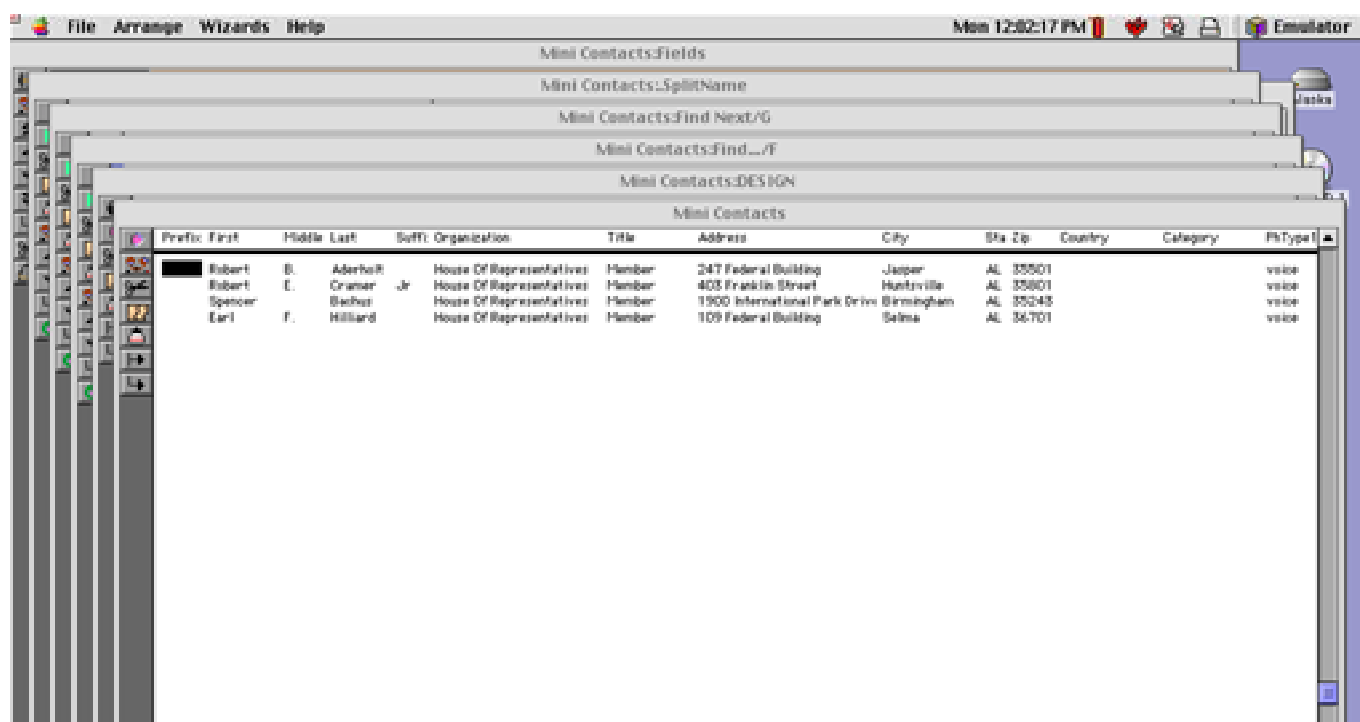 File Arrange Wizards Help Mon 12:02:17 PM Emulator
Mini Contacts:Fields
Mini Contacts:.SplitName
Mini Contacts:Find Next/G
Mini Contacts:Find.../F
Mini Contacts:DESIGN
Mini Contacts
Prefix First Middle Last Suffi: Organization Title Address City Sta Zip Country Category PhType1
Robert B. Aderholt House Of Representatives Member 247 Federal Building Jasper AL 35501 voice
Robert E. Cramer Jr House Of Representatives Member 403 Franklin Street Huntsville AL 35801 voice
Spencer Bachus House Of Representatives Member 1900 International Park Drive Birmingham AL 35243 voice
Earl F. Hilliard House Of Representatives Member 109 Federal Building Selma AL 36701 voice